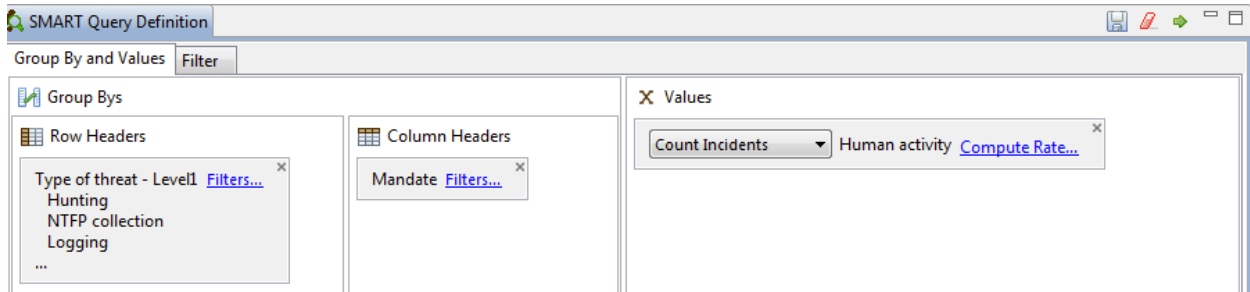 SMART Query Definition
Group By and Values Filter
Group Bys
Row Headers
Type of threat - Level1 Filters...
Hunting
NTFP collection
Logging
...
Column Headers
Mandate Filters...
Values
Count Incidents Human activity Compute Rate...